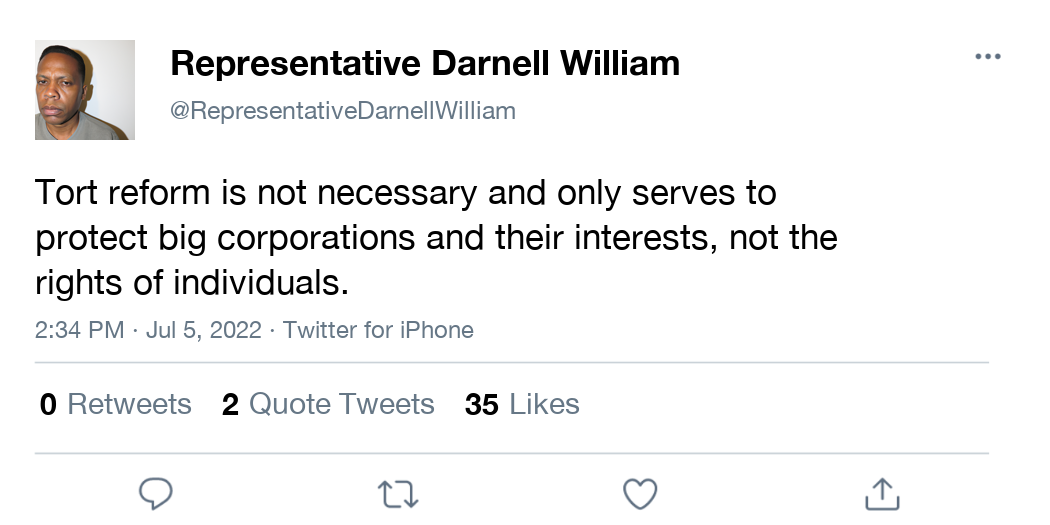 Representative Darnell William
@RepresentativeDarnellWilliam
Tort reform is not necessary and only serves to
protect big corporations and their interests, not the
rights of individuals.
2:34 PM · Jul 5, 2022 · Twitter for iPhone
0 Retweets 2 Quote Tweets 35 Likes